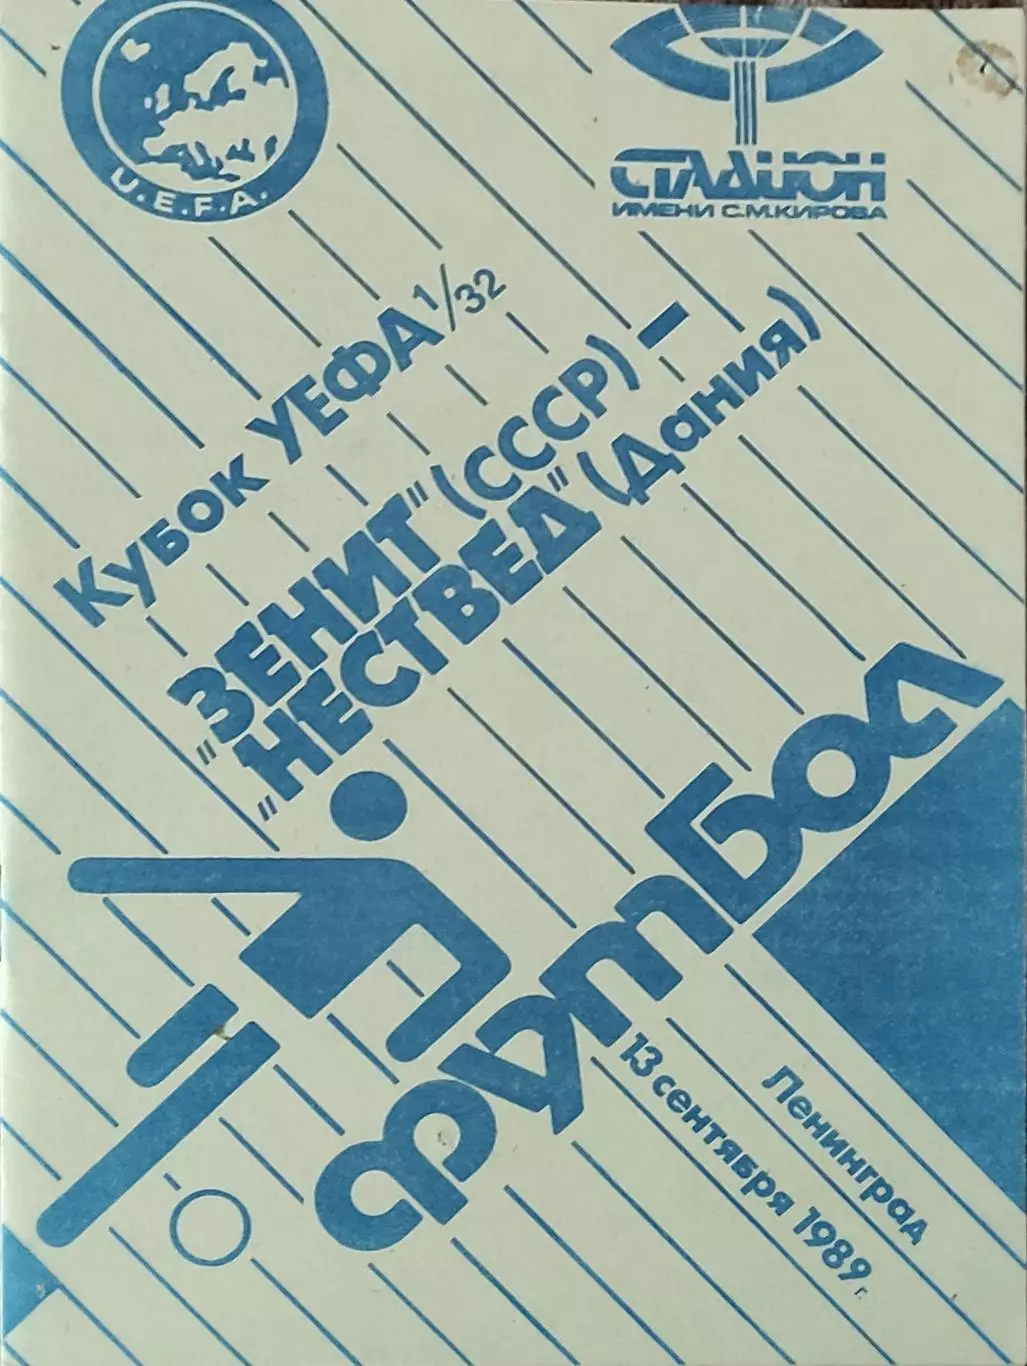 U.E.F.A.
СТАДИОН
ИМЕНИ С.М.КИРОВА
Кубок УЕФА 1/32
„ЗЕНИТ" (СССР) –
„НЕСТВЕД" (Дания)
футбол
Ленинград
13 сентября 1989 г.